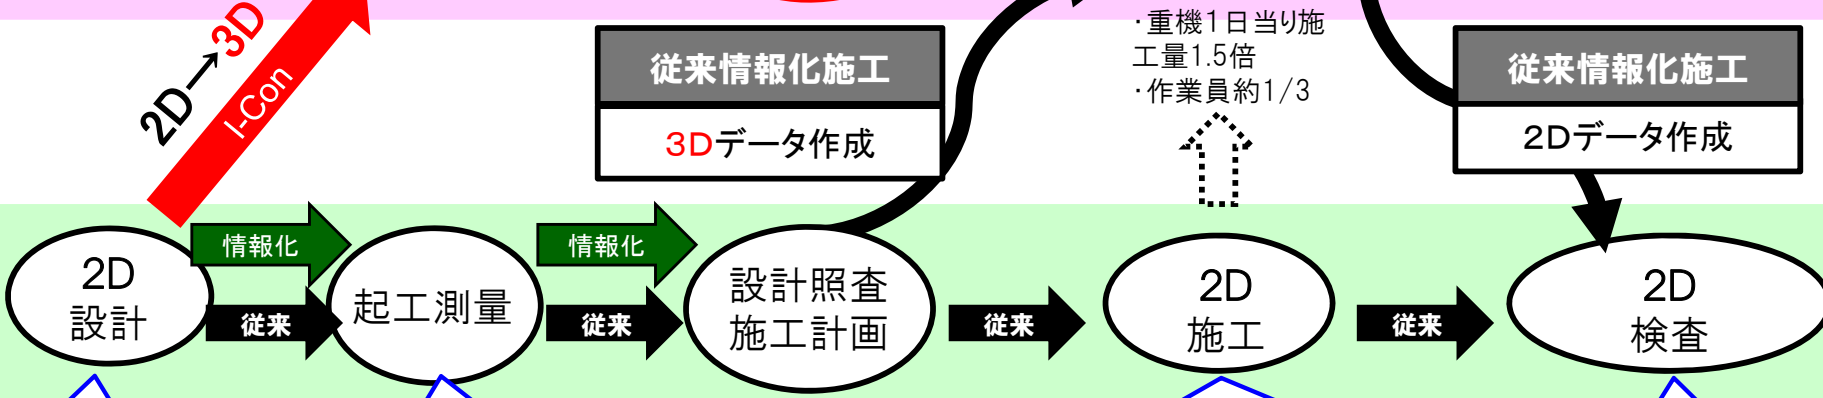 2D→3D
I-Con
従来情報化施工
3Dデータ作成
・重機1日当り施
工量1.5倍
・作業員約1/3
従来情報化施工
2Dデータ作成
2D
設計
情報化
従来
起工測量
情報化
従来
設計照査
施工計画
従来
2D
施工
従来
2D
検査